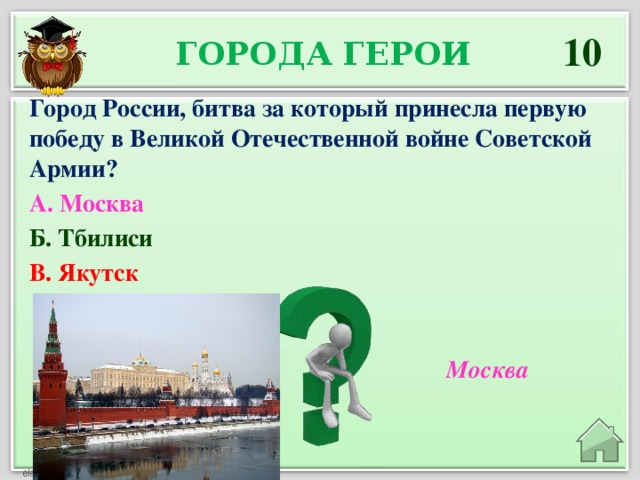 ГОРОДА ГЕРОИ
10
Город России, битва за который принесла первую
победу в Великой Отечественной войне Советской
Армии?
А. Москва
Б. Тбилиси
В. Якутск
Москва